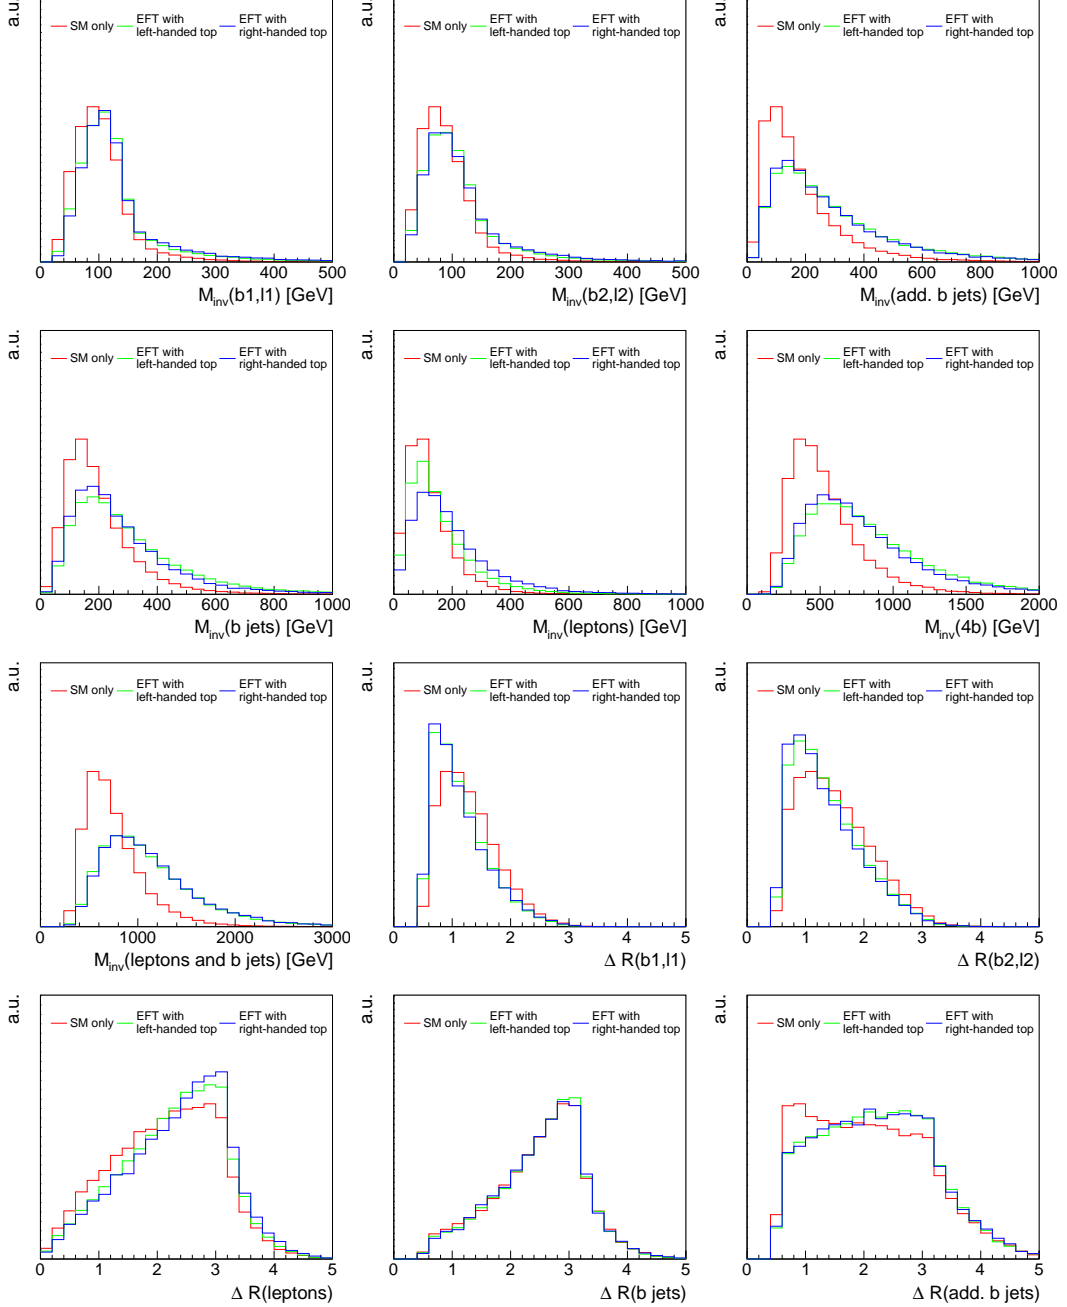 a.u. a.u. a.u.
SM only EFT with left-handed top EFT with right-handed top SM only EFT with left-handed top EFT with right-handed top SM only EFT with left-handed top EFT with right-handed top
0 100 200 300 400 500 0 100 200 300 400 500 0 200 400 600 800 1000
M_inv(b1,l1) [GeV] M_inv(b2,l2) [GeV] M_inv(add. b jets) [GeV]
a.u. a.u. a.u.
SM only EFT with left-handed top EFT with right-handed top SM only EFT with left-handed top EFT with right-handed top SM only EFT with left-handed top EFT with right-handed top
0 200 400 600 800 1000 0 200 400 600 800 1000 0 500 1000 1500 2000
M_inv(b jets) [GeV] M_inv(leptons) [GeV] M_inv(4b) [GeV]
a.u. a.u. a.u.
SM only EFT with left-handed top EFT with right-handed top SM only EFT with left-handed top EFT with right-handed top SM only EFT with left-handed top EFT with right-handed top
0 1000 2000 3000 0 1 2 3 4 5 0 1 2 3 4 5
M_inv(leptons and b jets) [GeV] Δ R(b1,l1) Δ R(b2,l2)
a.u. a.u. a.u.
SM only EFT with left-handed top EFT with right-handed top SM only EFT with left-handed top EFT with right-handed top SM only EFT with left-handed top EFT with right-handed top
0 1 2 3 4 5 0 1 2 3 4 5 0 1 2 3 4 5
Δ R(leptons) Δ R(b jets) Δ R(add. b jets)